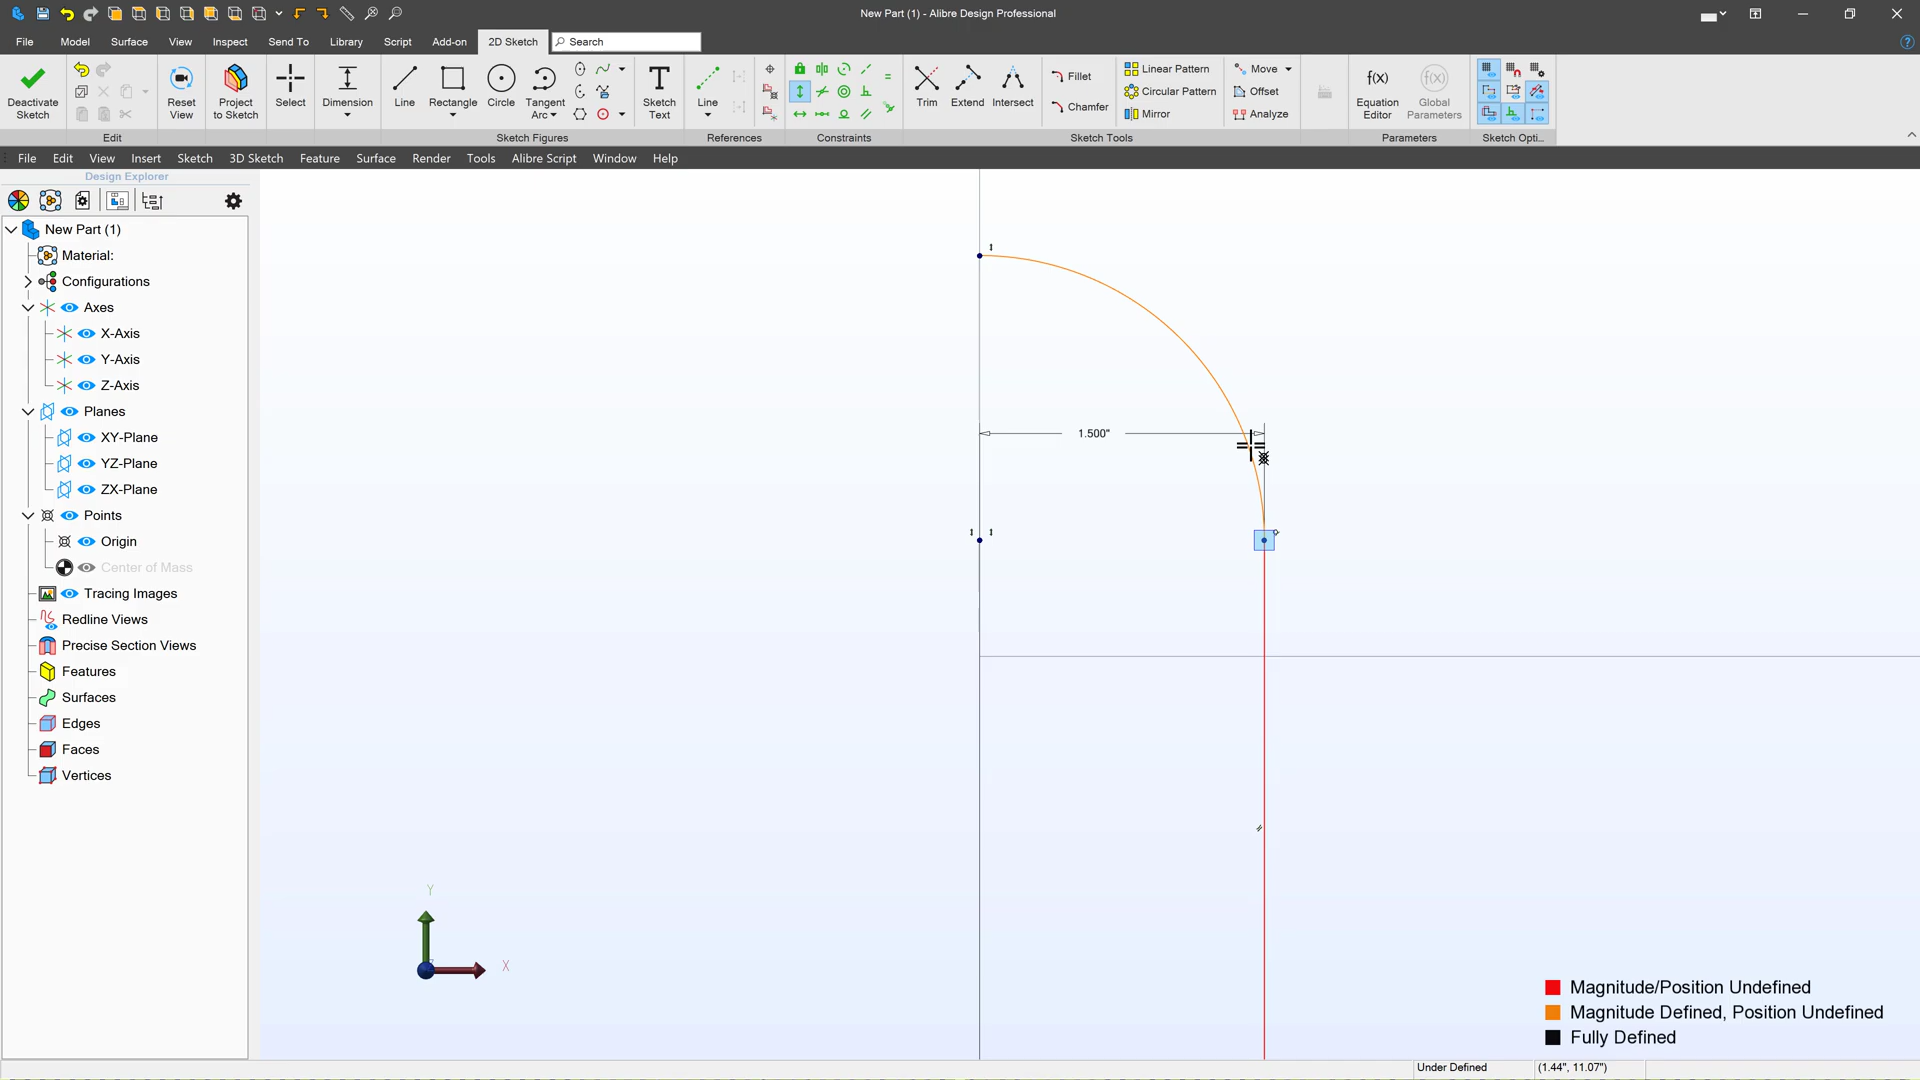 New Part (1) - Alibre Design Professional
File Model Surface View Inspect Send To Library Script Add-on 2D Sketch Search
Deactivate Sketch
Edit
Reset View
Project to Sketch
Select
Dimension
Line
Rectangle
Circle
Tangent Arc
Sketch Figures
Sketch Text
Line
References
Constraints
Trim
Extend
Intersect
Fillet
Chamfer
Linear Pattern
Circular Pattern
Mirror
Move
Offset
Analyze
Sketch Tools
f(x)
Equation Editor
f(x)
Global Parameters
Parameters
Sketch Opti...
File Edit View Insert Sketch 3D Sketch Feature Surface Render Tools Alibre Script Window Help
Design Explorer
New Part (1)
Material:
Configurations
Axes
X-Axis
Y-Axis
Z-Axis
Planes
XY-Plane
YZ-Plane
ZX-Plane
Points
Origin
Center of Mass
Tracing Images
Redline Views
Precise Section Views
Features
Surfaces
Edges
Faces
Vertices
1.500"
Y
X
Magnitude/Position Undefined
Magnitude Defined, Position Undefined
Fully Defined
Under Defined (1.44", 11.07")